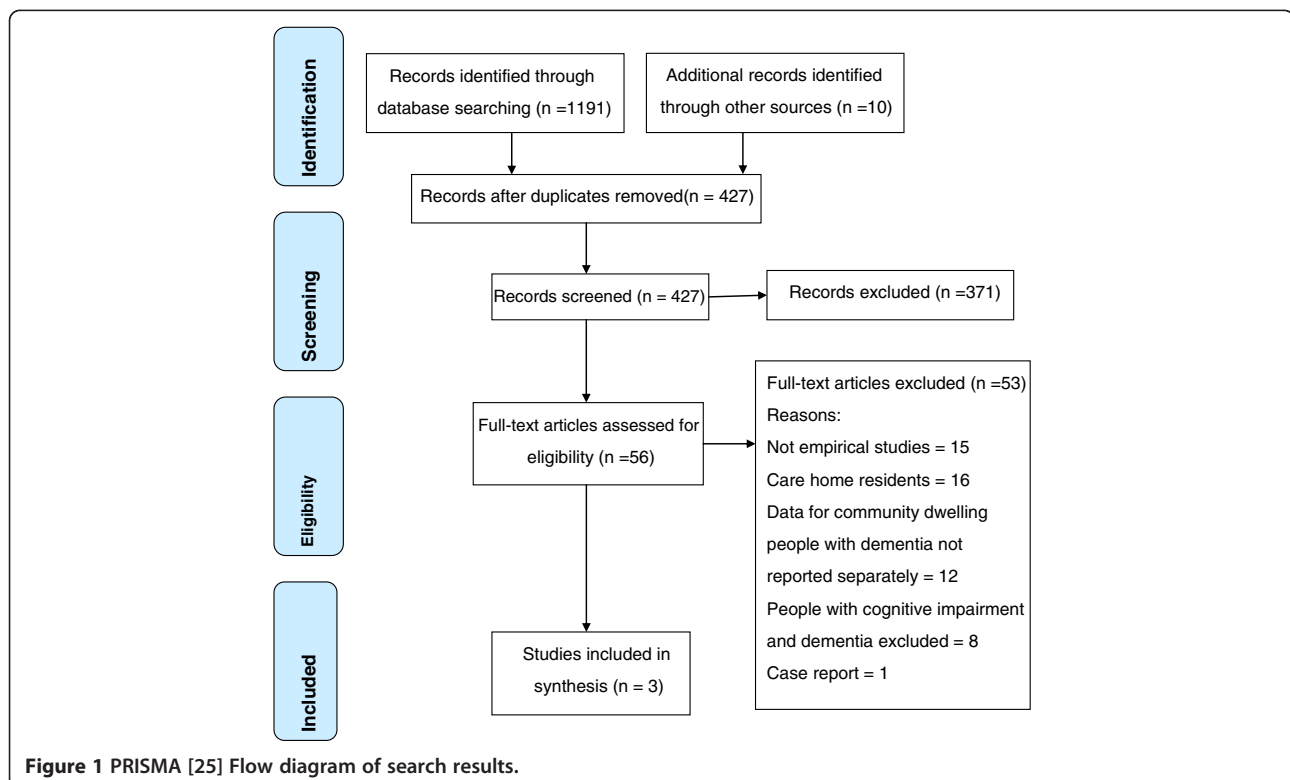 Identification
Records identified through
database searching (n =1191)
Additional records identified
through other sources (n =10)
Records after duplicates removed(n = 427)
Screening
Records screened (n = 427)
Records excluded (n =371)
Eligibility
Full-text articles assessed for
eligibility (n =56)
Full-text articles excluded (n =53)
Reasons:
Not empirical studies = 15
Care home residents = 16
Data for community dwelling
people with dementia not
reported separately = 12
People with cognitive impairment
and dementia excluded = 8
Case report = 1
Included
Studies included in
synthesis (n = 3)
Figure 1 PRISMA [25] Flow diagram of search results.